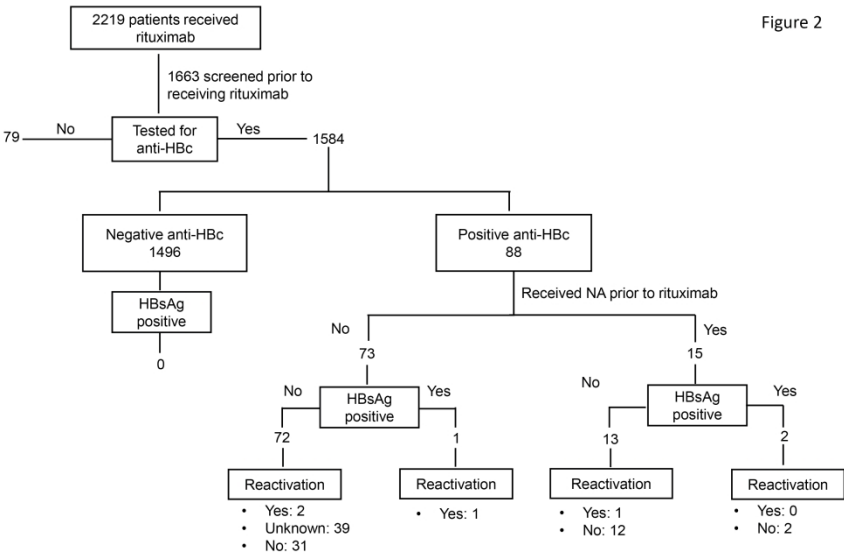 Figure 2
2219 patients received
rituximab
1663 screened prior to
receiving rituximab
79
No
Tested for
anti-HBc
Yes
1584
Negative anti-HBc
1496
Positive anti-HBc
88
HBsAg
positive
0
Received NA prior to rituximab
No
73
Yes
15
No
HBsAg
positive
Yes
72
1
No
HBsAg
positive
Yes
13
2
Reactivation
• Yes: 2
• Unknown: 39
• No: 31
Reactivation
• Yes: 1
Reactivation
• Yes: 1
• No: 12
Reactivation
• Yes: 0
• No: 2